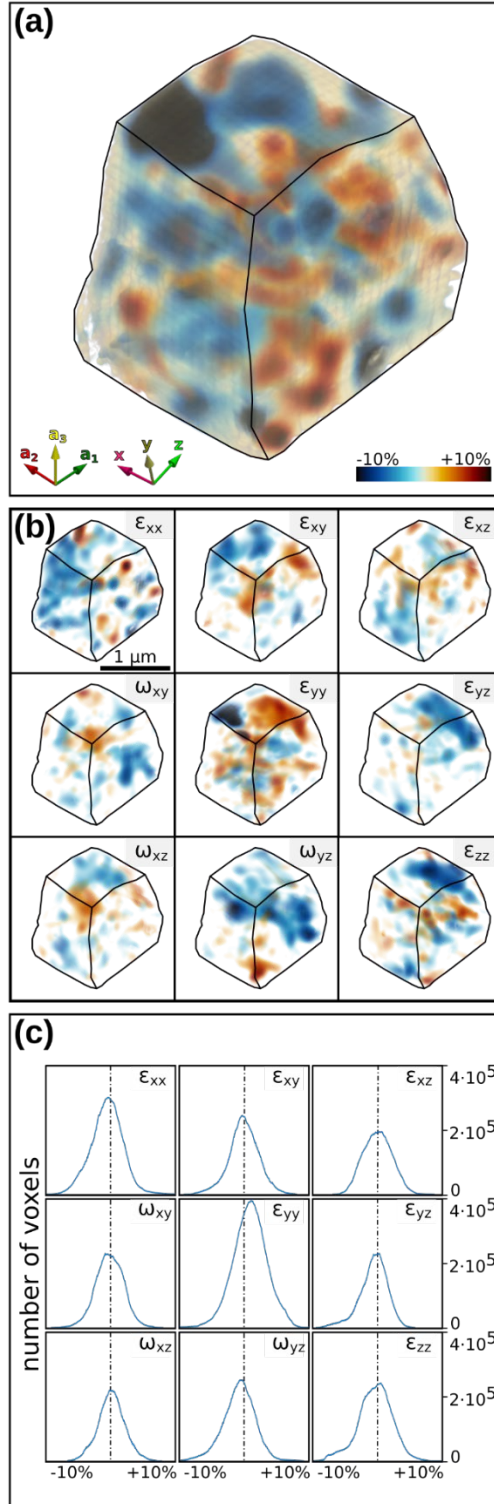 (a)
a₂ a₃ a₁ x y z
-10% +10%
(b)
εxx εxy εxz
1 µm
ωxy εyy εyz
ωxz ωyz εzz
(c)
εxx εxy εxz
4·10⁵
2·10⁵
0
ωxy εyy εyz
4·10⁵
2·10⁵
0
ωxz ωyz εzz
4·10⁵
2·10⁵
0
number of voxels
-10% +10% -10% +10% -10% +10%